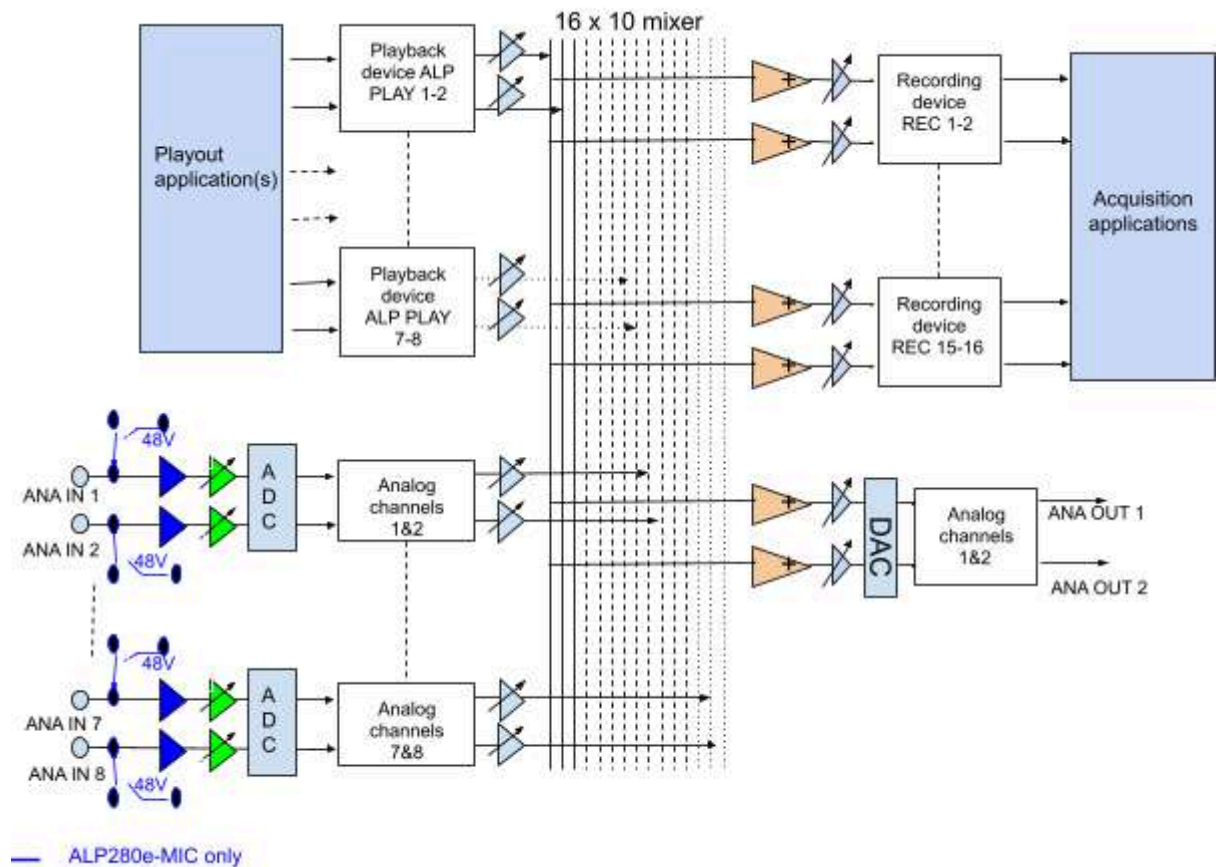 16 x 10 mixer
Playback
device ALP
PLAY 1-2
Recording
device
REC 1-2
Playout
application(s)
Acquisition
applications
Playback
device
ALP PLAY
7-8
Recording
device
REC 15-16
48V
ANA IN 1
ANA IN 2
48V
A
D
C
Analog
channels
1&2
DAC
Analog
channels
1&2
ANA OUT 1
ANA OUT 2
48V
ANA IN 7
ANA IN 8
48V
A
D
C
Analog
channels
7&8
+
+
+
+
+
+
ALP280e-MIC only